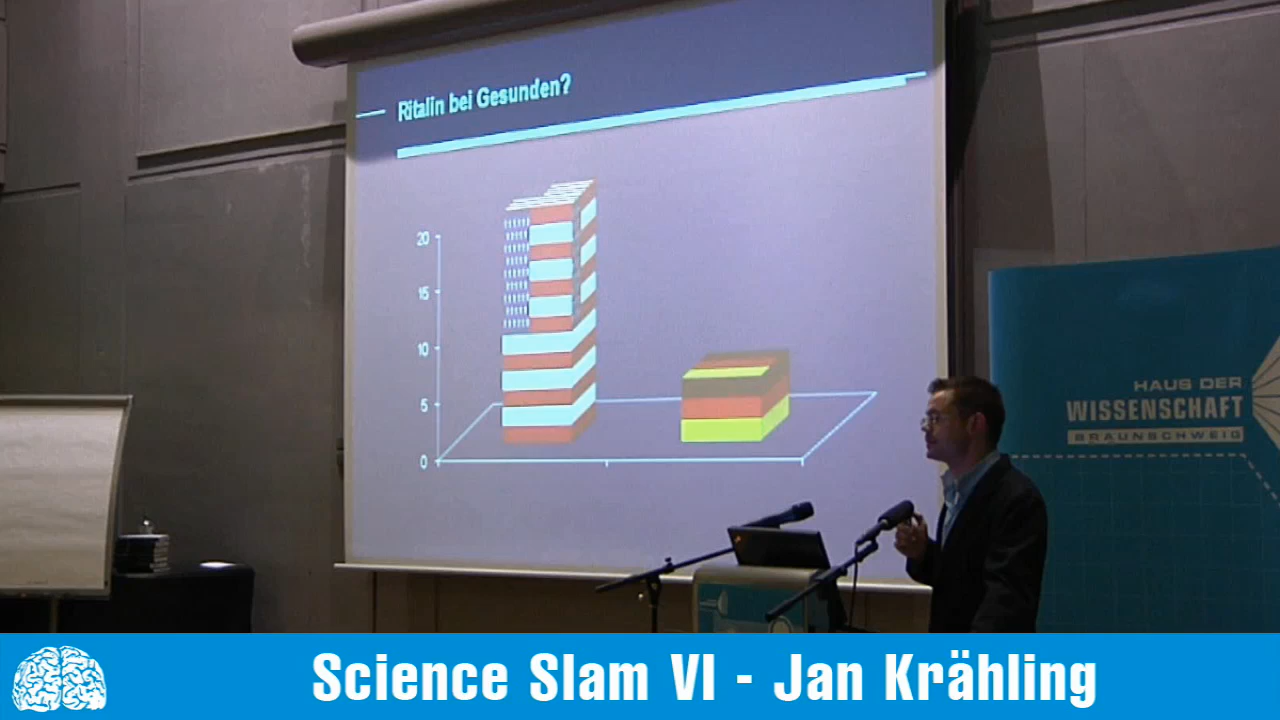 Ritalin bei Gesunden?
20
15
10
5
0
HAUS DER
WISSENSCHAFT
BRAUNSCHWEIG
Science Slam VI - Jan Krähling